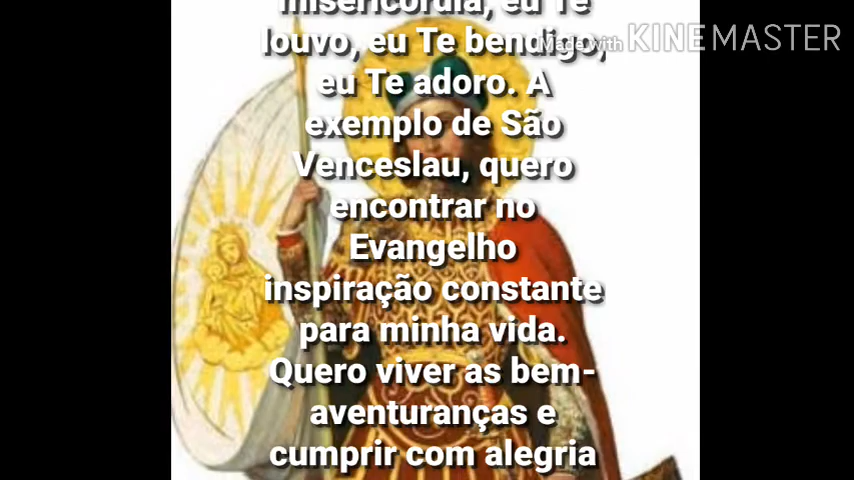 misericórdia, eu Te
louvo, eu Te bendigo,
eu Te adoro. A
exemplo de São
Venceslau, quero
encontrar no
Evangelho
inspiração constante
para minha vida.
Quero viver as bem-
aventuranças e
cumprir com alegria
Made with KINEMASTER